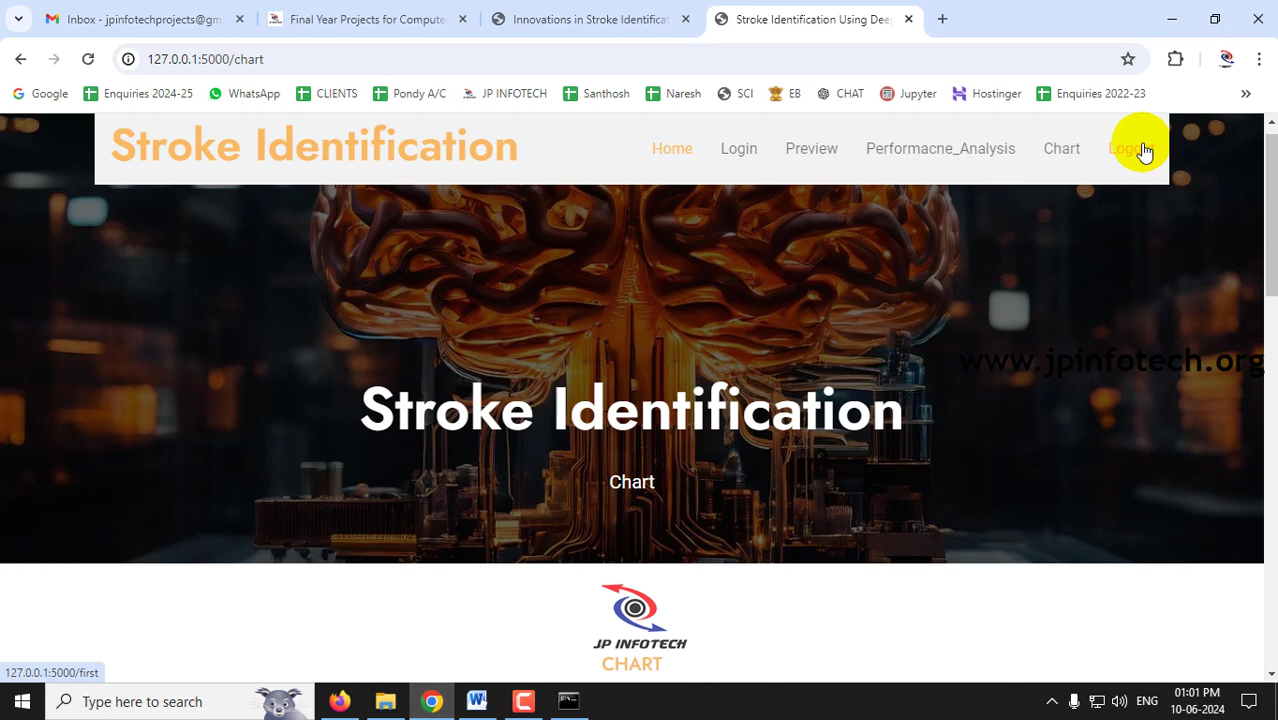 Inbox - jpinfotechprojects@gm
Final Year Projects for Compute
Innovations in Stroke Identificat
Stroke Identification Using Deep
127.0.0.1:5000/chart
Google
Enquiries 2024-25
WhatsApp
CLIENTS
Pondy A/C
JP INFOTECH
Santhosh
Naresh
SCI
EB
CHAT
Jupyter
Hostinger
Enquiries 2022-23
Stroke Identification
Home
Login
Preview
Performacne_Analysis
Chart
Logout
www.jpinfotech.org
Stroke Identification
Chart
JP INFOTECH
CHART
127.0.0.1:5000/first
Type here to search
ENG
01:01 PM
10-06-2024